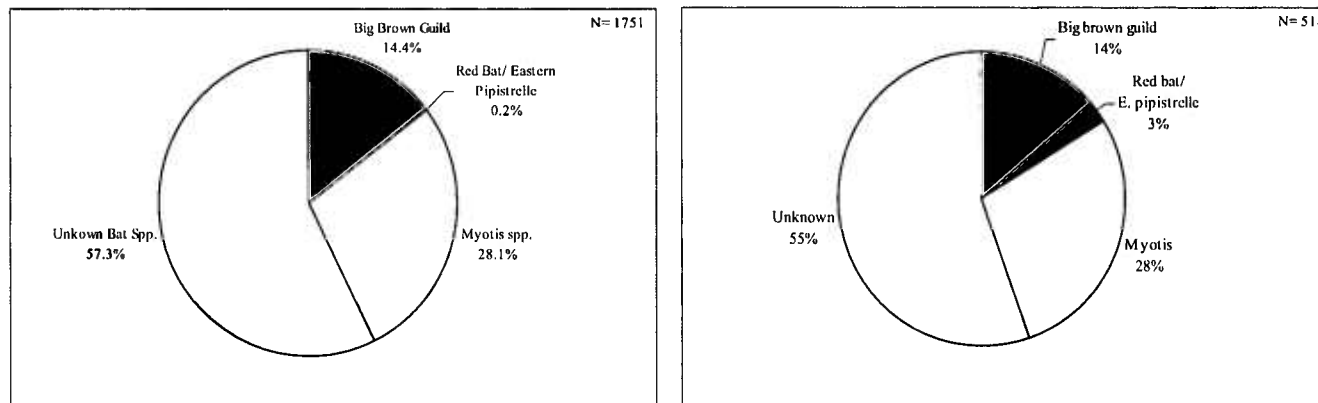 N= 1751
Big Brown Guild
14.4%
Red Bat/ Eastern
Pipistrelle
0.2%
Unkown Bat Spp.
57.3%
Myotis spp.
28.1%
Big brown guild
14%
Red bat/
E. pipistrelle
3%
Unknown
55%
Myotis
28%